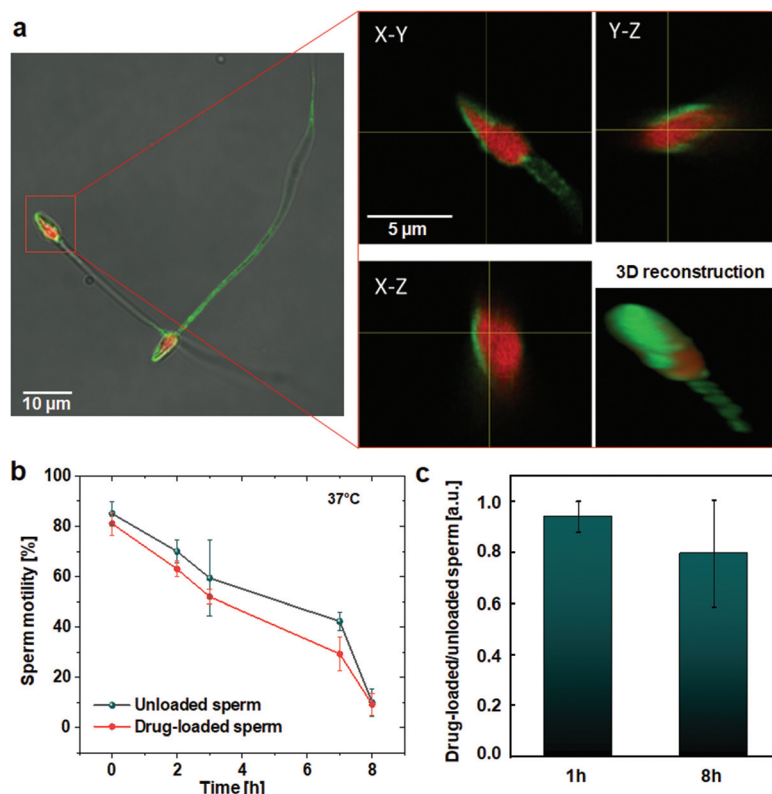 a
X-Y
Y-Z
5 µm
X-Z
3D reconstruction
10 µm
b
Sperm motility [%]
100
80
60
40
20
0
37°C
Unloaded sperm
Drug-loaded sperm
0
2
4
6
8
Time [h]
c
Drug-loaded/unloaded sperm [a.u.]
1.0
0.8
0.6
0.4
0.2
0.0
1h
8h